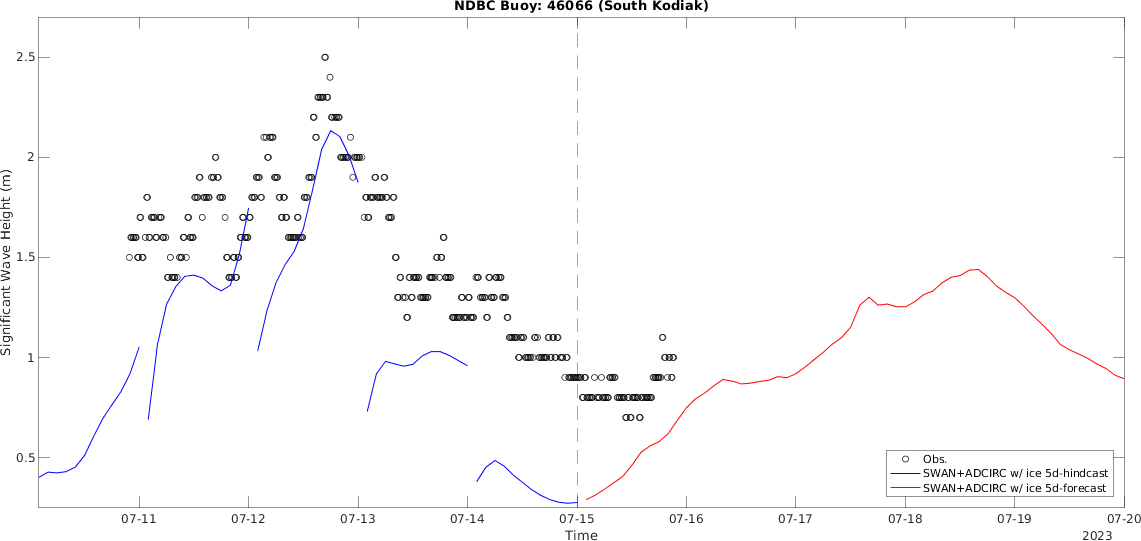 NDBC Buoy: 46066 (South Kodiak)
Significant Wave Height (m)
2.5
2
1.5
1
0.5
Obs.
SWAN+ADCIRC w/ ice 5d-hindcast
SWAN+ADCIRC w/ ice 5d-forecast
07-11 07-12 07-13 07-14 07-15 07-16 07-17 07-18 07-19 07-20
Time
2023